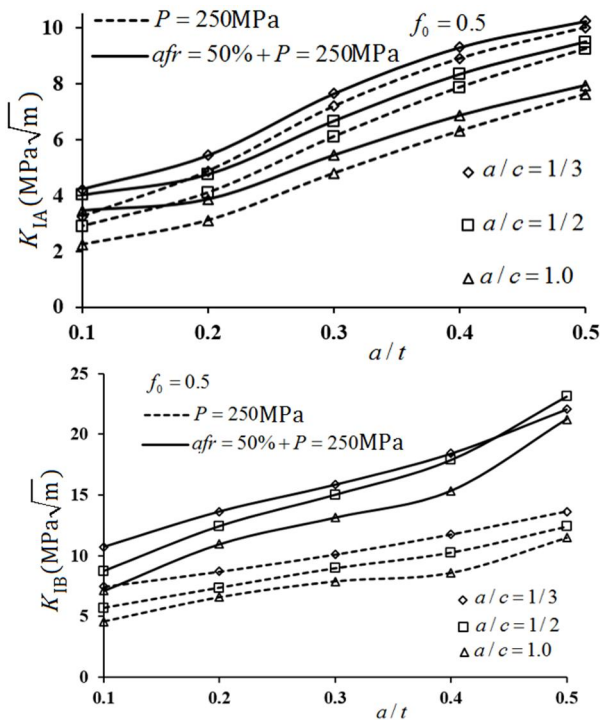 10
8
6
4
2
0
K_IA (MPa√m)
P = 250MPa
f₀ = 0.5
afr = 50% + P = 250MPa
a / c = 1/3
a / c = 1/2
a / c = 1.0
0.1 0.2 0.3 0.4 0.5
a / t
25
20
15
10
5
0
K_IB (MPa√m)
f₀ = 0.5
P = 250MPa
afr = 50% + P = 250MPa
a / c = 1/3
a / c = 1/2
a / c = 1.0
0.1 0.2 0.3 0.4 0.5
a / t